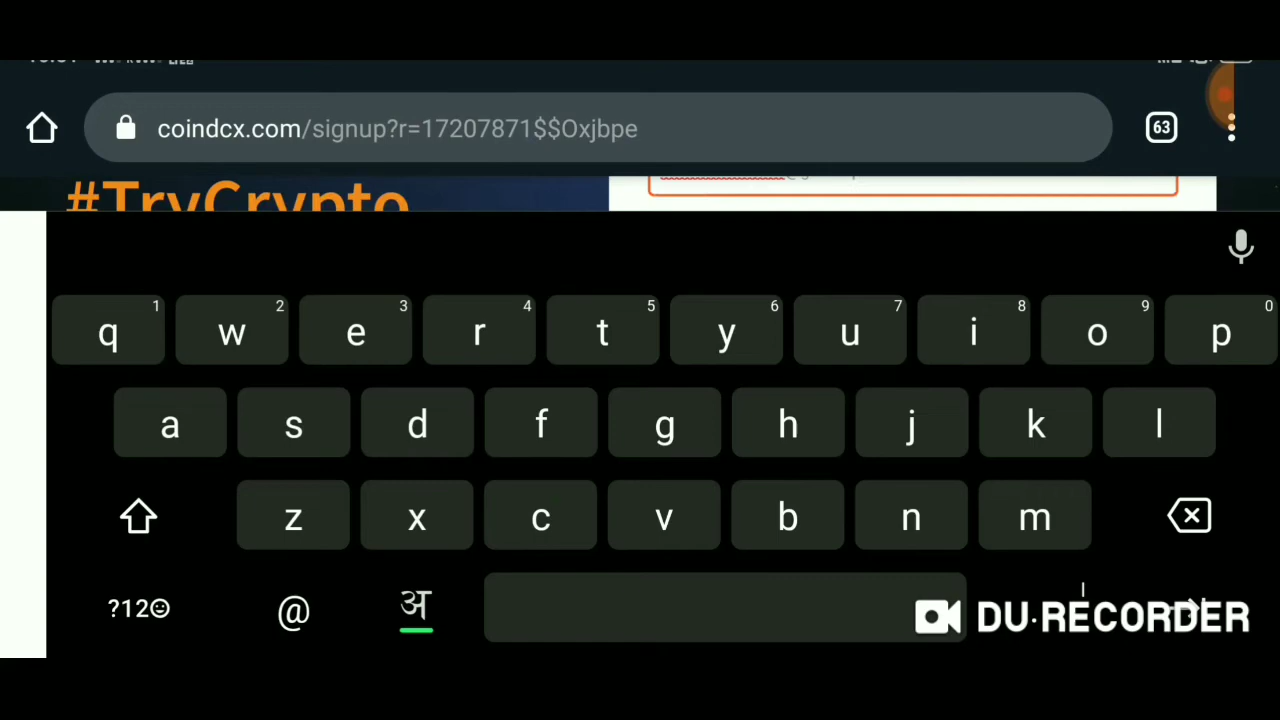 coindcx.com/signup?r=17207871$$Oxjbpe
63
#TryCrypto
1 2 3 4 5 6 7 8 9 0
q w e r t y u i o p
a s d f g h j k l
z x c v b n m
?12☺ @ अ
DU RECORDER